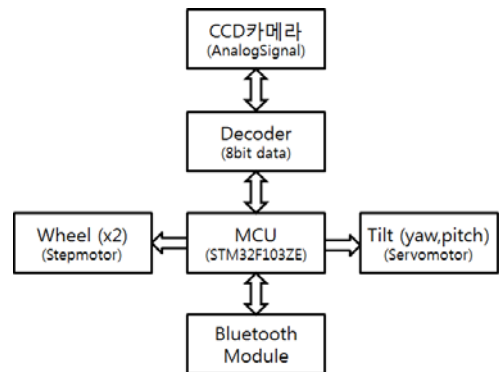 CCD카메라
(AnalogSignal)
Decoder
(8bit data)
Wheel (x2)
(Stepmotor)
MCU
(STM32F103ZE)
Tilt (yaw,pitch)
(Servomotor)
Bluetooth
Module